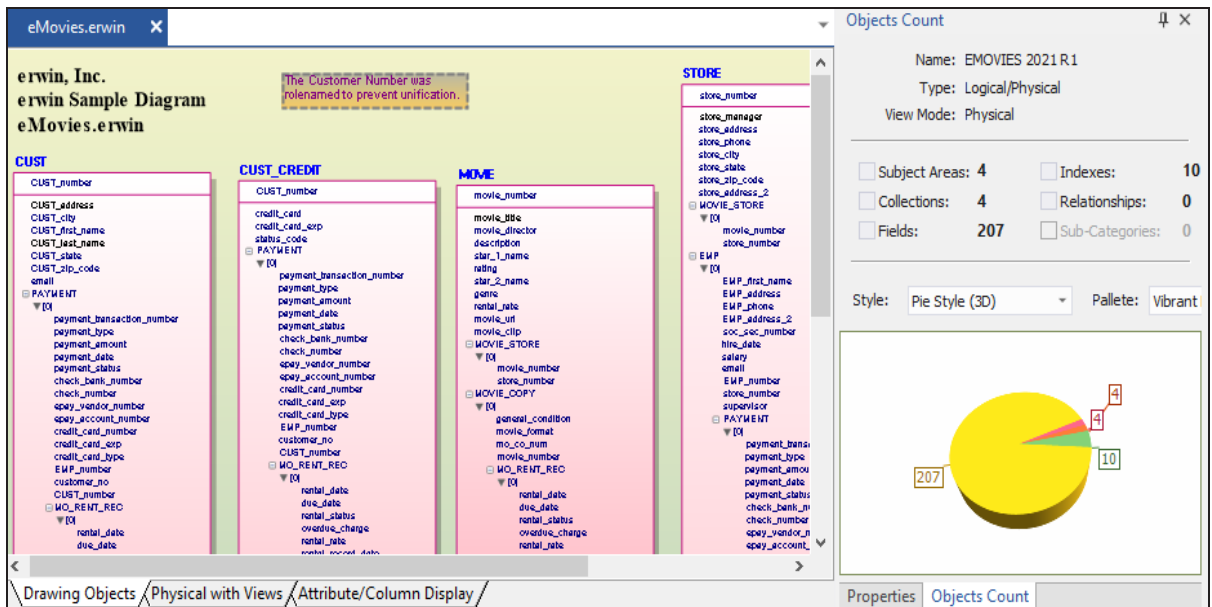 eMovies.erwin
erwin, Inc.
erwin Sample Diagram
eMovies.erwin
The Customer Number was
rolenamed to prevent unification.
CUST
CUST_number
CUST_address
CUST_city
CUST_first_name
CUST_last_name
CUST_state
CUST_zip_code
email
PAYMENT
[0]
payment_transaction_number
payment_type
payment_amount
payment_date
payment_status
check_bank_number
check_number
epay_vendor_number
epay_account_number
credit_card_number
credit_card_exp
credit_card_type
EMP_number
customer_no
CUST_number
MO_RENT_REC
[0]
rental_date
due_date
CUST_CREDIT
CUST_number
credit_card
credit_card_exp
status_code
PAYMENT
[0]
payment_transaction_number
payment_type
payment_amount
payment_date
payment_status
check_bank_number
check_number
epay_vendor_number
epay_account_number
credit_card_number
credit_card_exp
credit_card_type
EMP_number
customer_no
CUST_number
MO_RENT_REC
[0]
rental_date
due_date
rental_status
overdue_charge
rental_rate
rental_record_date
MOVIE
movie_number
movie_title
movie_director
description
star_1_name
rating
star_2_name
genre
rental_rate
movie_url
movie_clip
MOVIE_STORE
[0]
movie_number
store_number
MOVIE_COPY
[0]
general_condition
movie_format
mo_co_num
movie_number
MO_RENT_REC
[0]
rental_date
due_date
rental_status
overdue_charge
rental_rate
STORE
store_number
store_manager
store_address
store_phone
store_city
store_state
store_zip_code
store_address_2
MOVIE_STORE
[0]
movie_number
store_number
EMP
[0]
EMP_first_name
EMP_address
EMP_phone
EMP_address_2
soc_sec_number
hire_date
salary
email
EMP_number
store_number
supervisor
PAYMENT
[0]
payment_trans
payment_type
payment_amou
payment_date
payment_status
check_bank_n
check_number
epay_vendor_n
epay_account_
Drawing Objects Physical with Views Attribute/Column Display
Objects Count
Name: EMOVIES 2021 R1
Type: Logical/Physical
View Mode: Physical
Subject Areas: 4 Indexes: 10
Collections: 4 Relationships: 0
Fields: 207 Sub-Categories: 0
Style: Pie Style (3D) Pallete: Vibrant
4
4
10
207
Properties Objects Count